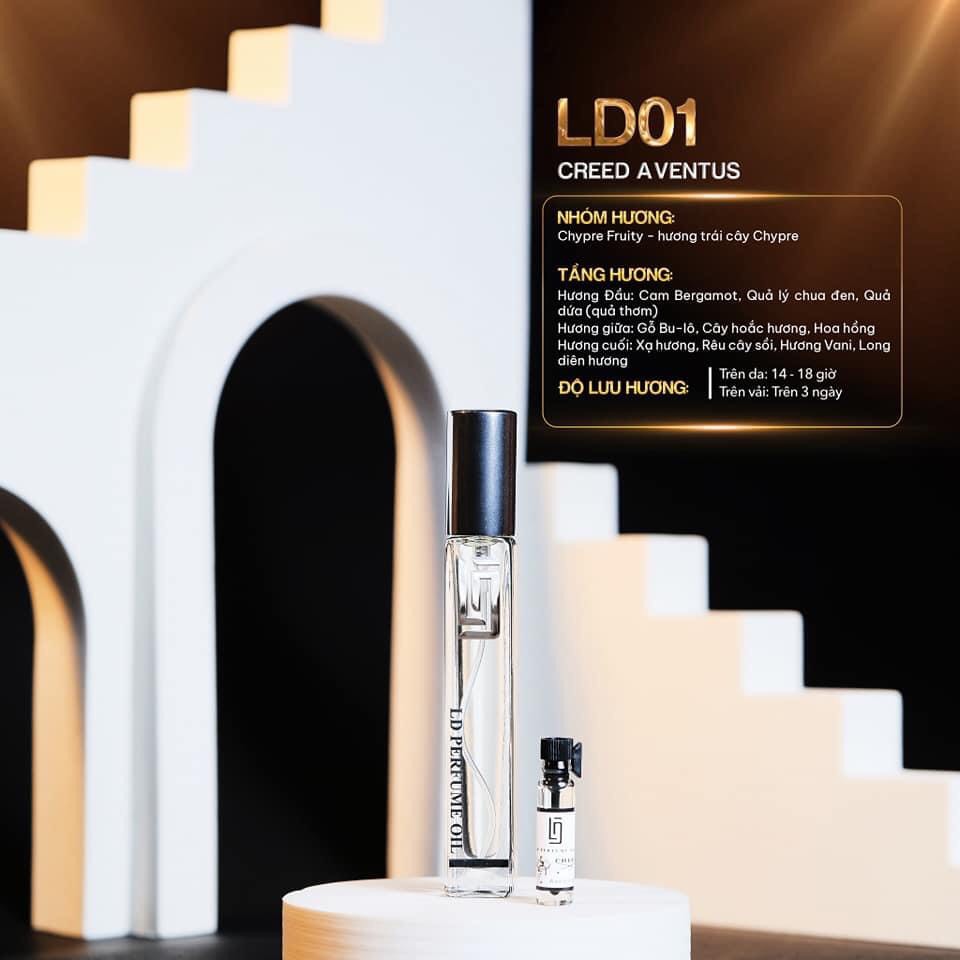 LD01
CREED AVENTUS
NHÓM HƯƠNG:
Chypre Fruity - hương trái cây Chypre
TẦNG HƯƠNG:
Hương Đầu: Cam Bergamot, Quả lý chua đen, Quả
dứa (quả thơm)
Hương giữa: Gỗ Bu-lô, Cây hoắc hương, Hoa hồng
Hương cuối: Xạ hương, Rêu cây sồi, Hương Vani, Long
diên hương
ĐỘ LƯU HƯƠNG:
Trên da: 14 - 18 giờ
Trên vải: Trên 3 ngày
LD PERFUME OIL